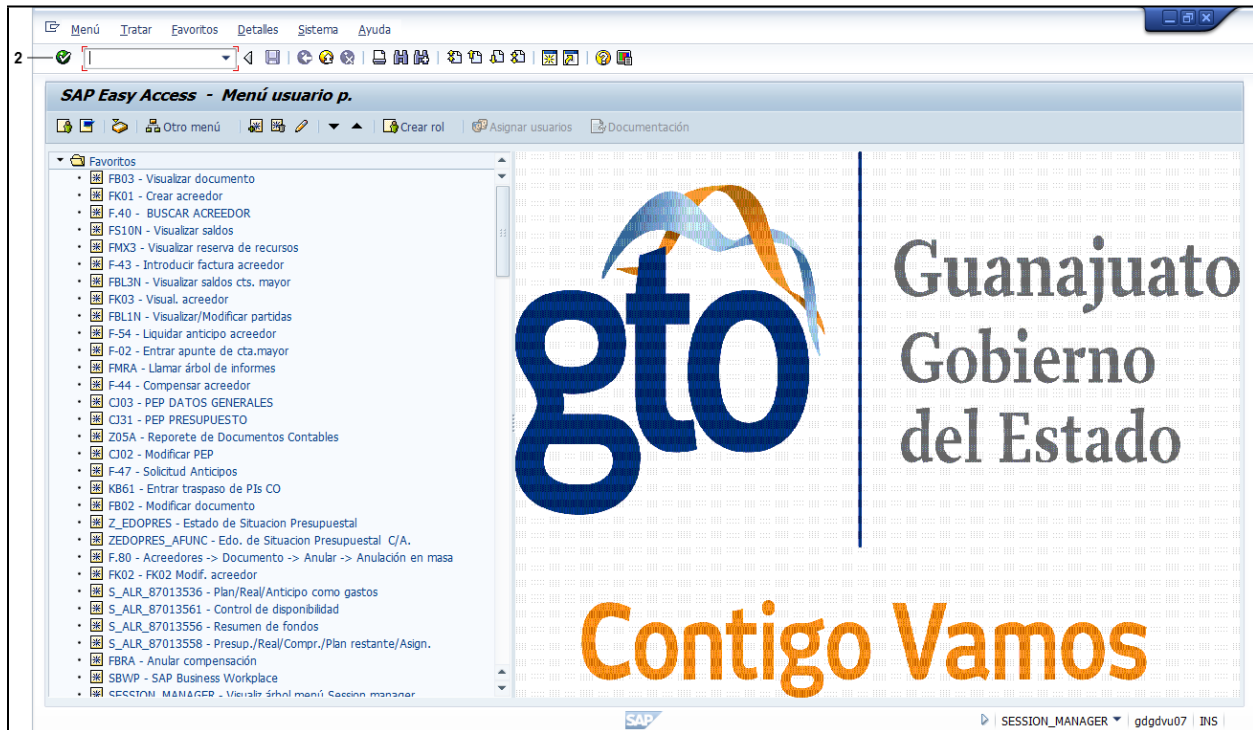 Menú Tratar Favoritos Detalles Sistema Ayuda
2
SAP Easy Access - Menú usuario p.
Otro menú Crear rol Asignar usuarios Documentación
Favoritos
FB03 - Visualizar documento
FK01 - Crear acreedor
F.40 - BUSCAR ACREEDOR
FS10N - Visualizar saldos
FMX3 - Visualizar reserva de recursos
F-43 - Introducir factura acreedor
FBL3N - Visualizar saldos cts. mayor
FK03 - Visual. acreedor
FBL1N - Visualizar/Modificar partidas
F-54 - Liquidar anticipo acreedor
F-02 - Entrar apunte de cta.mayor
FMRA - Llamar árbol de informes
F-44 - Compensar acreedor
CJ03 - PEP DATOS GENERALES
CJ31 - PEP PRESUPUESTO
Z05A - Reporete de Documentos Contables
CJ02 - Modificar PEP
F-47 - Solicitud Anticipos
KB61 - Entrar traspaso de PIs CO
FB02 - Modificar documento
Z_EDOPRES - Estado de Situacion Presupuestal
ZEDOPRES_AFUNC - Edo. de Situacion Presupuestal C/A.
F.80 - Acreedores -> Documento -> Anular -> Anulación en masa
FK02 - FK02 Modif. acreedor
S_ALR_87013536 - Plan/Real/Anticipo como gastos
S_ALR_87013561 - Control de disponibilidad
S_ALR_87013556 - Resumen de fondos
S_ALR_87013558 - Presup./Real/Compr./Plan restante/Asign.
FBRA - Anular compensación
SBWP - SAP Business Workplace
SESSION_MANAGER - Visualiz.árbol menú Session manager
gto
Guanajuato
Gobierno
del Estado
Contigo Vamos
SAP
SESSION_MANAGER gdgdvu07 INS